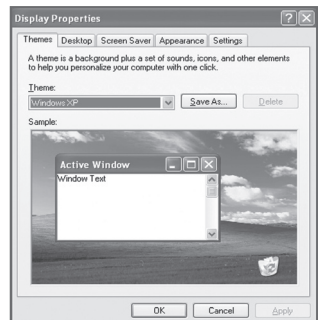 Display Properties
Themes Desktop Screen Saver Appearance Settings
A theme is a background plus a set of sounds, icons, and other elements
to help you personalize your computer with one click.
Theme:
Windows XP Save As... Delete
Sample:
Active Window
Window Text
OK Cancel Apply